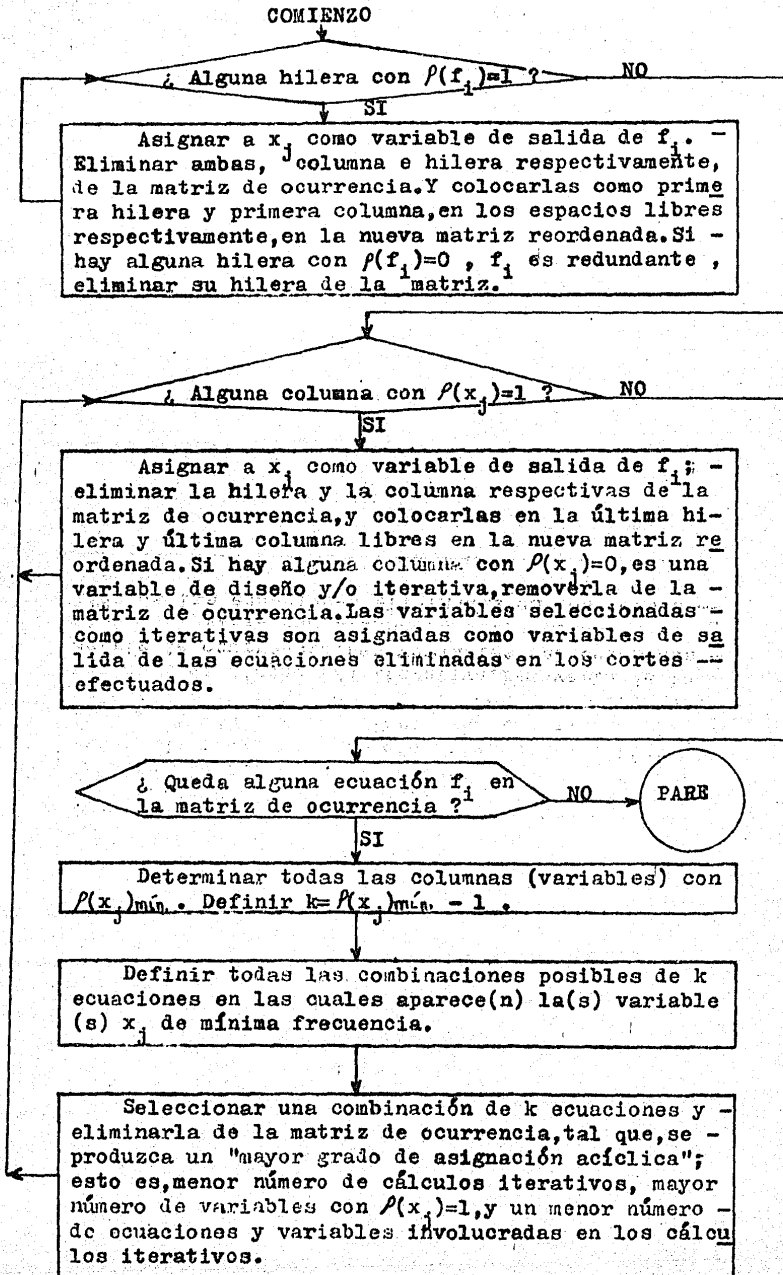 COMIENZO
¿ Alguna hilera con ρ(f_i)=1 ?
NO
SI
Asignar a x_j como variable de salida de f_i. -
Eliminar ambas, columna e hilera respectivamente,
de la matriz de ocurrencia.Y colocarlas como prime
ra hilera y primera columna,en los espacios libres
respectivamente,en la nueva matriz reordenada.Si -
hay alguna hilera con ρ(f_i)=0 , f_i es redundante ,
eliminar su hilera de la matriz.
¿ Alguna columna con ρ(x_j)=1 ?
NO
SI
Asignar a x_j como variable de salida de f_i; -
eliminar la hilera y la columna respectivas de la
matriz de ocurrencia,y colocarlas en la última hi-
lera y última columna libres en la nueva matriz re
ordenada.Si hay alguna columna con ρ(x_j)=0,es una
variable de diseño y/o iterativa,removerla de la -
matriz de ocurrencia.Las variables seleccionadas -
como iterativas son asignadas como variables de sa
lida de las ecuaciones eliminadas en los cortes --
efectuados.
¿ Queda alguna ecuación f_i en
la matriz de ocurrencia ?
NO
PARE
SI
Determinar todas las columnas (variables) con
ρ(x_j)mín. . Definir k= ρ(x_j)mín. - 1 .
Definir todas las combinaciones posibles de k
ecuaciones en las cuales aparece(n) la(s) variable
(s) x_j de mínima frecuencia.
Seleccionar una combinación de k ecuaciones y -
eliminarla de la matriz de ocurrencia,tal que,se -
produzca un "mayor grado de asignación acíclica";
esto es,menor número de cálculos iterativos, mayor
número de variables con ρ(x_j)=1,y un menor número -
de ecuaciones y variables involucradas en los cálcu
los iterativos.